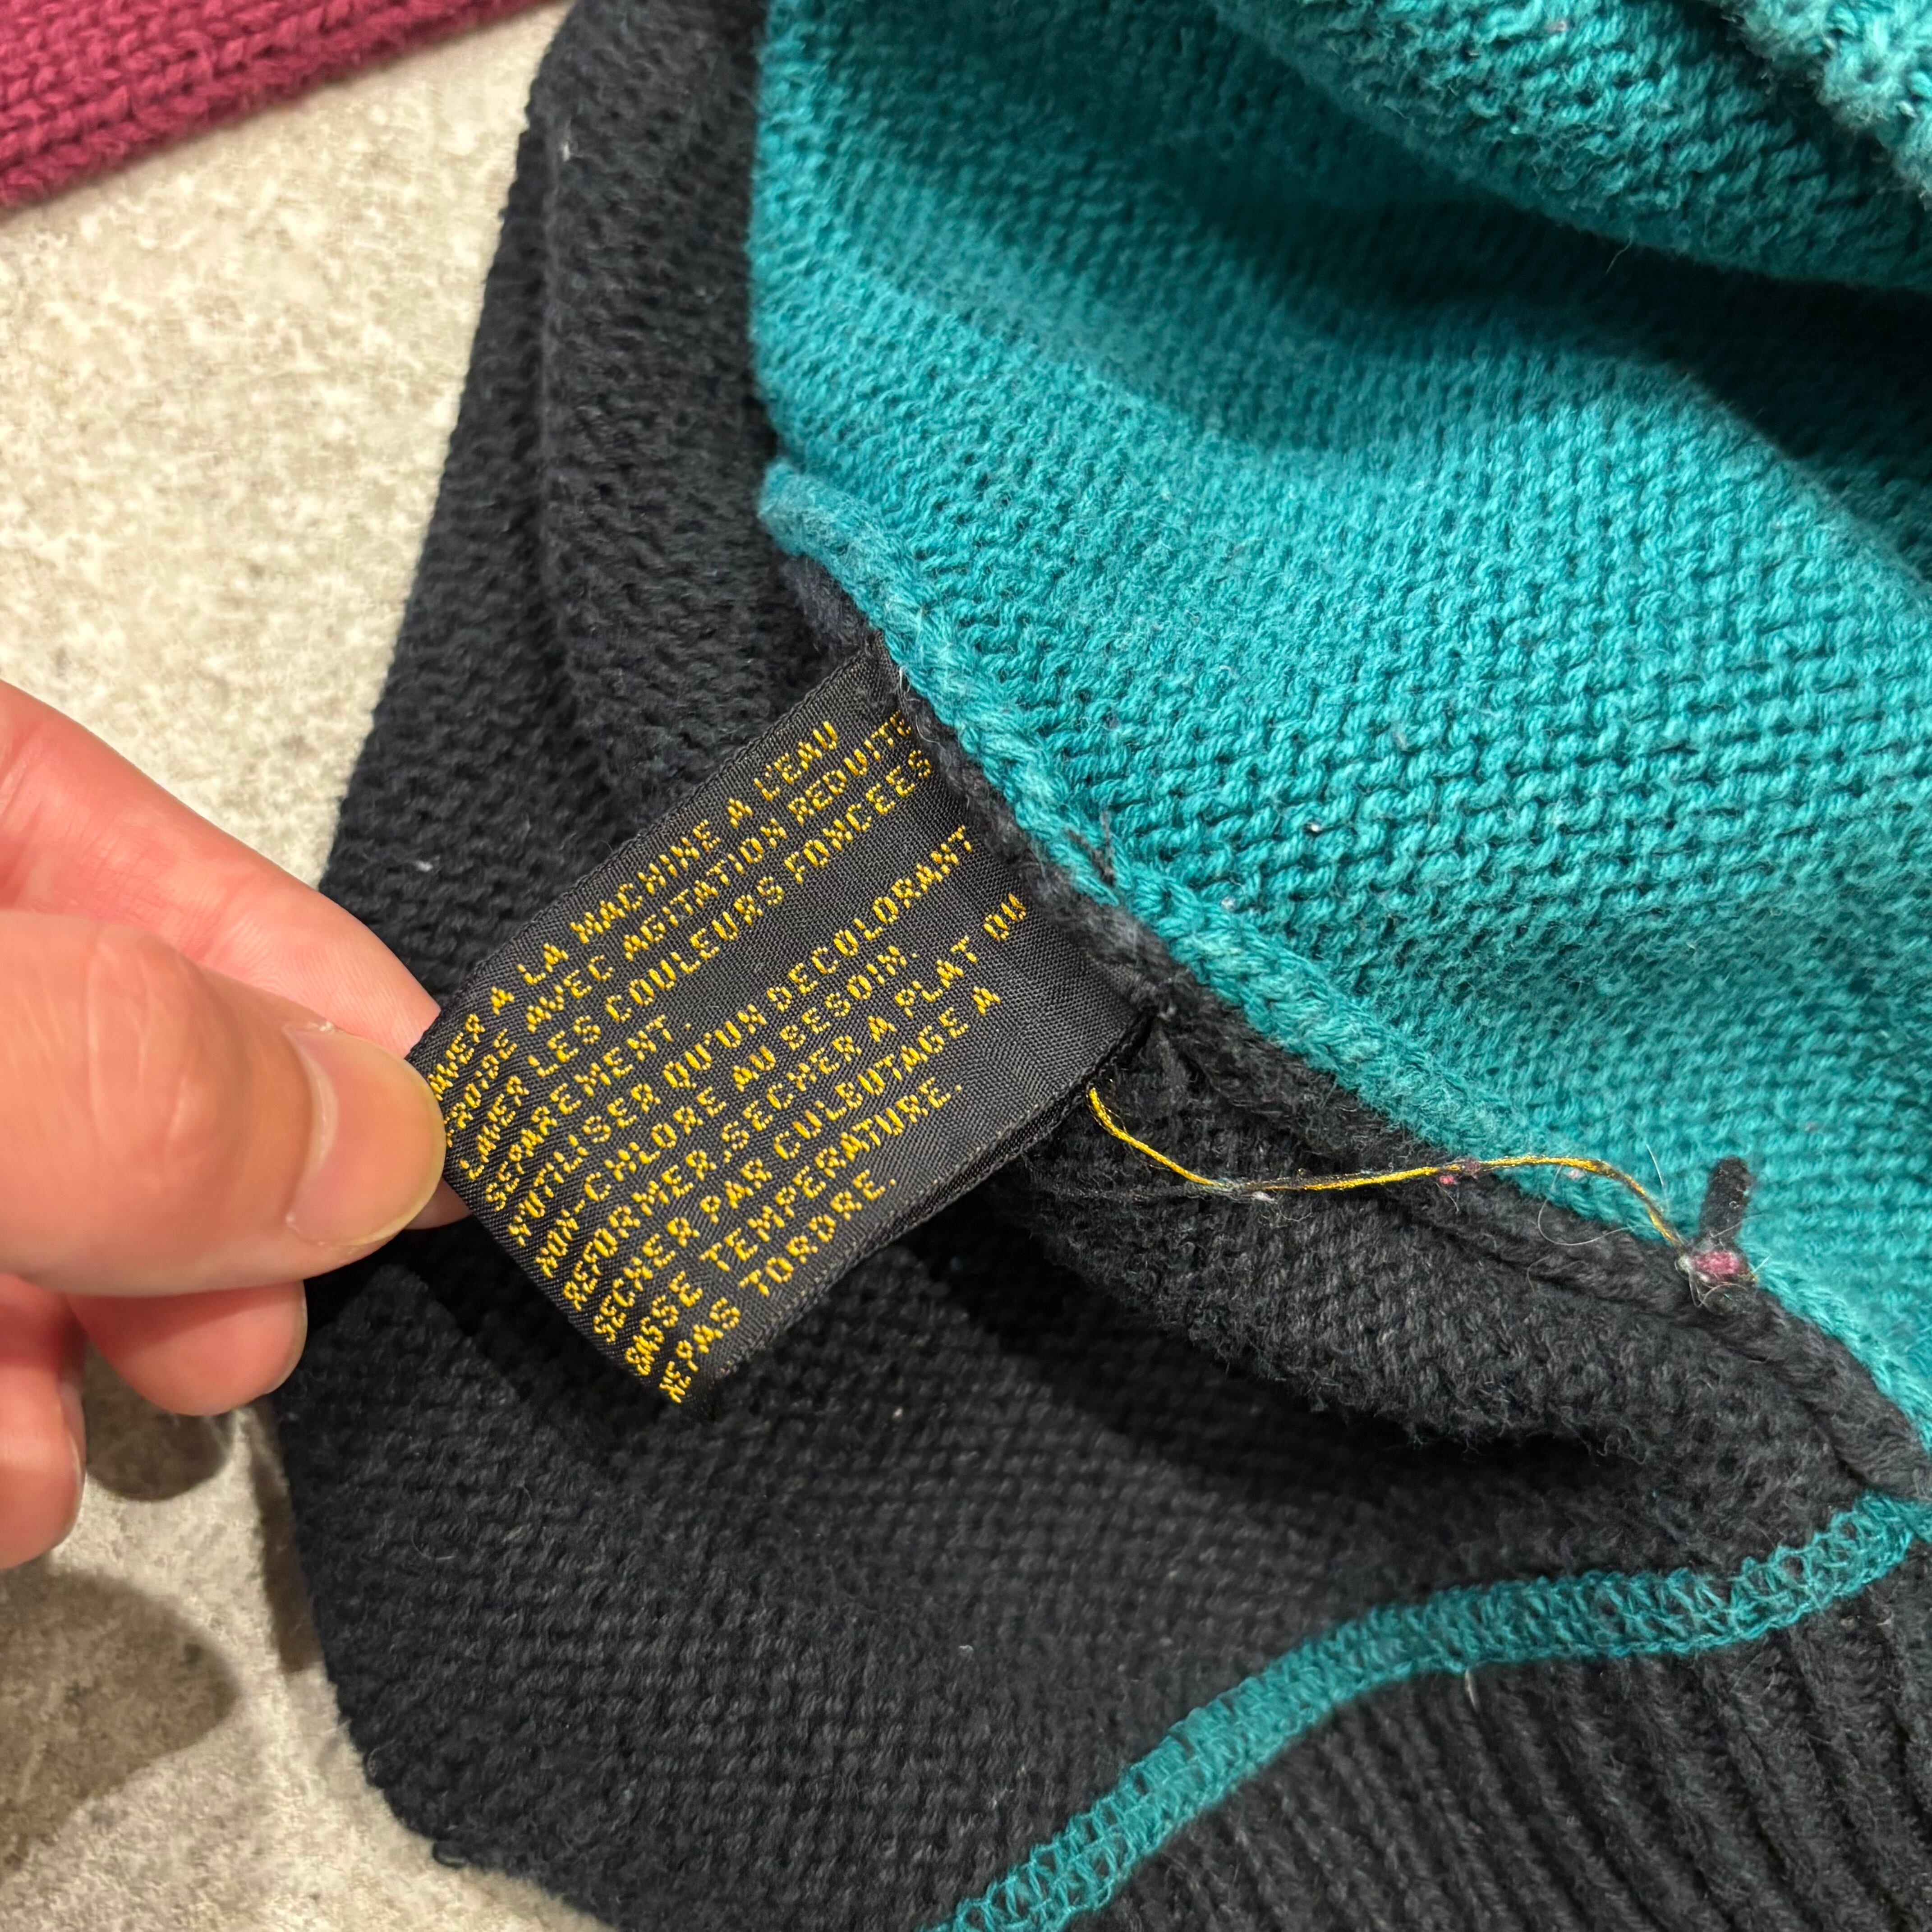 LAVER A LA MACHINE A L'EAU
FROIDE AVEC AGITATION REDUITE
LAVER LES COULEURS FONCEES
SEPAREMENT.
N'UTILISER QU'UN DECOLORANT
NON-CHLORE AU BESOIN.
REFORMER,SECHER A PLAT OU
SECHER PAR CULBUTAGE A
BASSE TEMPERATURE.
NE PAS TORDRE.